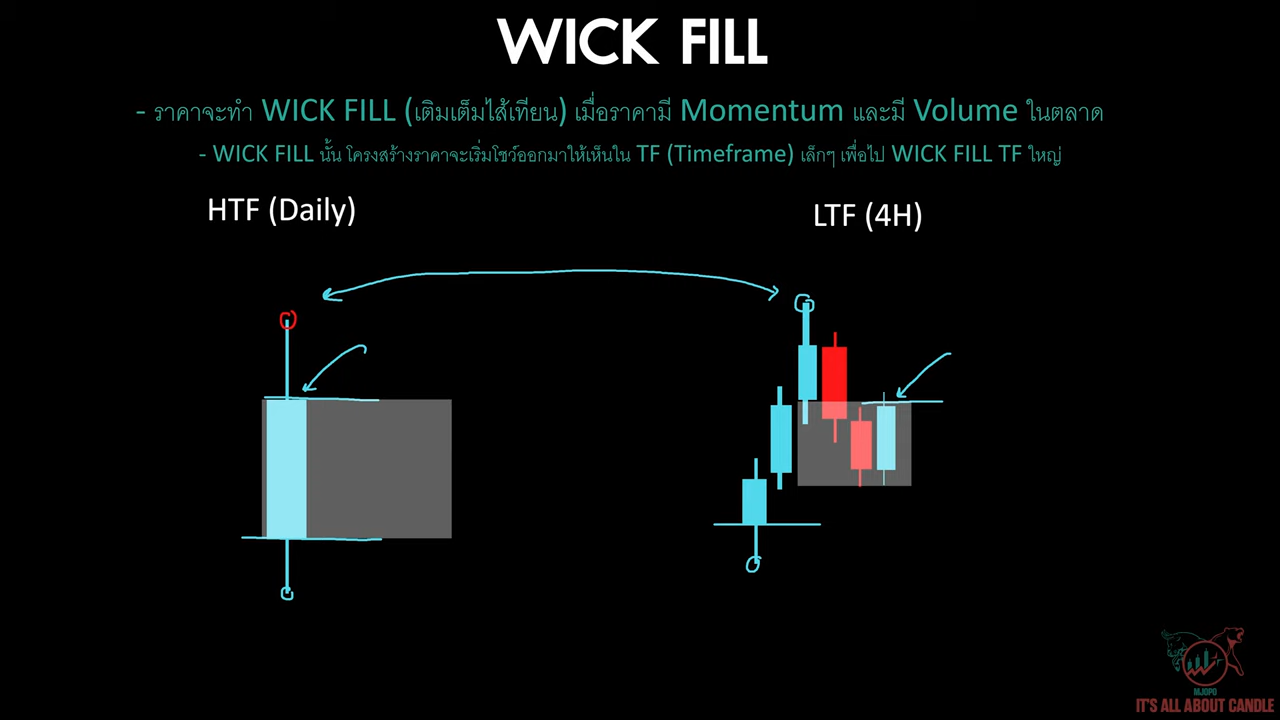 WICK FILL
- ราคาจะทำ WICK FILL (เติมเต็มไส้เทียน) เมื่อราคามี Momentum และมี Volume ในตลาด
- WICK FILL นั้น โครงสร้างราคาจะเริ่มโชว์ออกมาให้เห็นใน TF (Timeframe) เล็กๆ เพื่อไป WICK FILL TF ใหญ่
HTF (Daily)
LTF (4H)
MJOPO
IT'S ALL ABOUT CANDLE